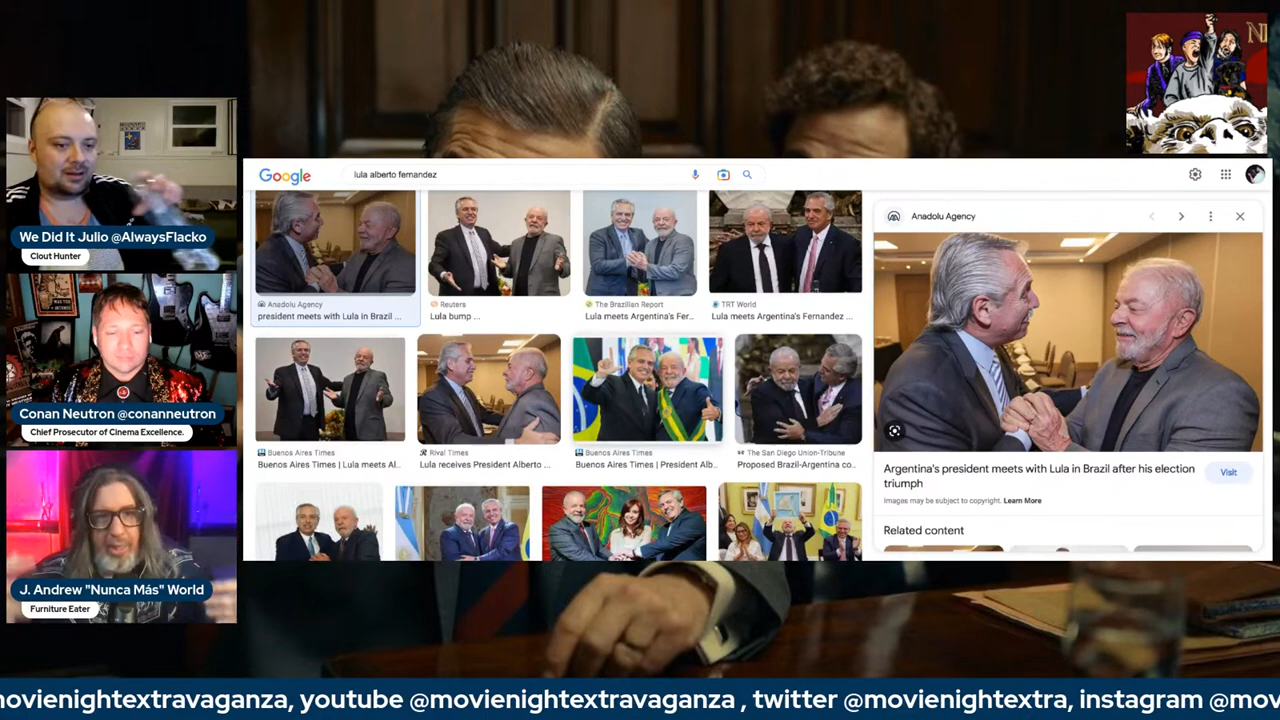 NI
We Did It Julio @AlwaysFlacko
Clout Hunter
Conan Neutron @conanneutron
Chief Prosecutor of Cinema Excellence.
J. Andrew "Nunca Más" World
Furniture Eater
Google
lula alberto fernandez
Anadolu Agency
president meets with Lula in Brazil ...
Reuters
Lula bump ...
The Brazilian Report
Lula meets Argentina's Fer...
TRT World
Lula meets Argentina's Fernandez ...
Buenos Aires Times
Buenos Aires Times | Lula meets Al...
Rival Times
Lula receives President Alberto ...
Buenos Aires Times
Buenos Aires Times | President Alb...
The San Diego Union-Tribune
Proposed Brazil-Argentina co...
Anadolu Agency
Argentina's president meets with Lula in Brazil after his election
triumph
Visit
Images may be subject to copyright. Learn More
Related content
movienightextravaganza, youtube @movienightextravaganza , twitter @movienightextra, instagram @mov